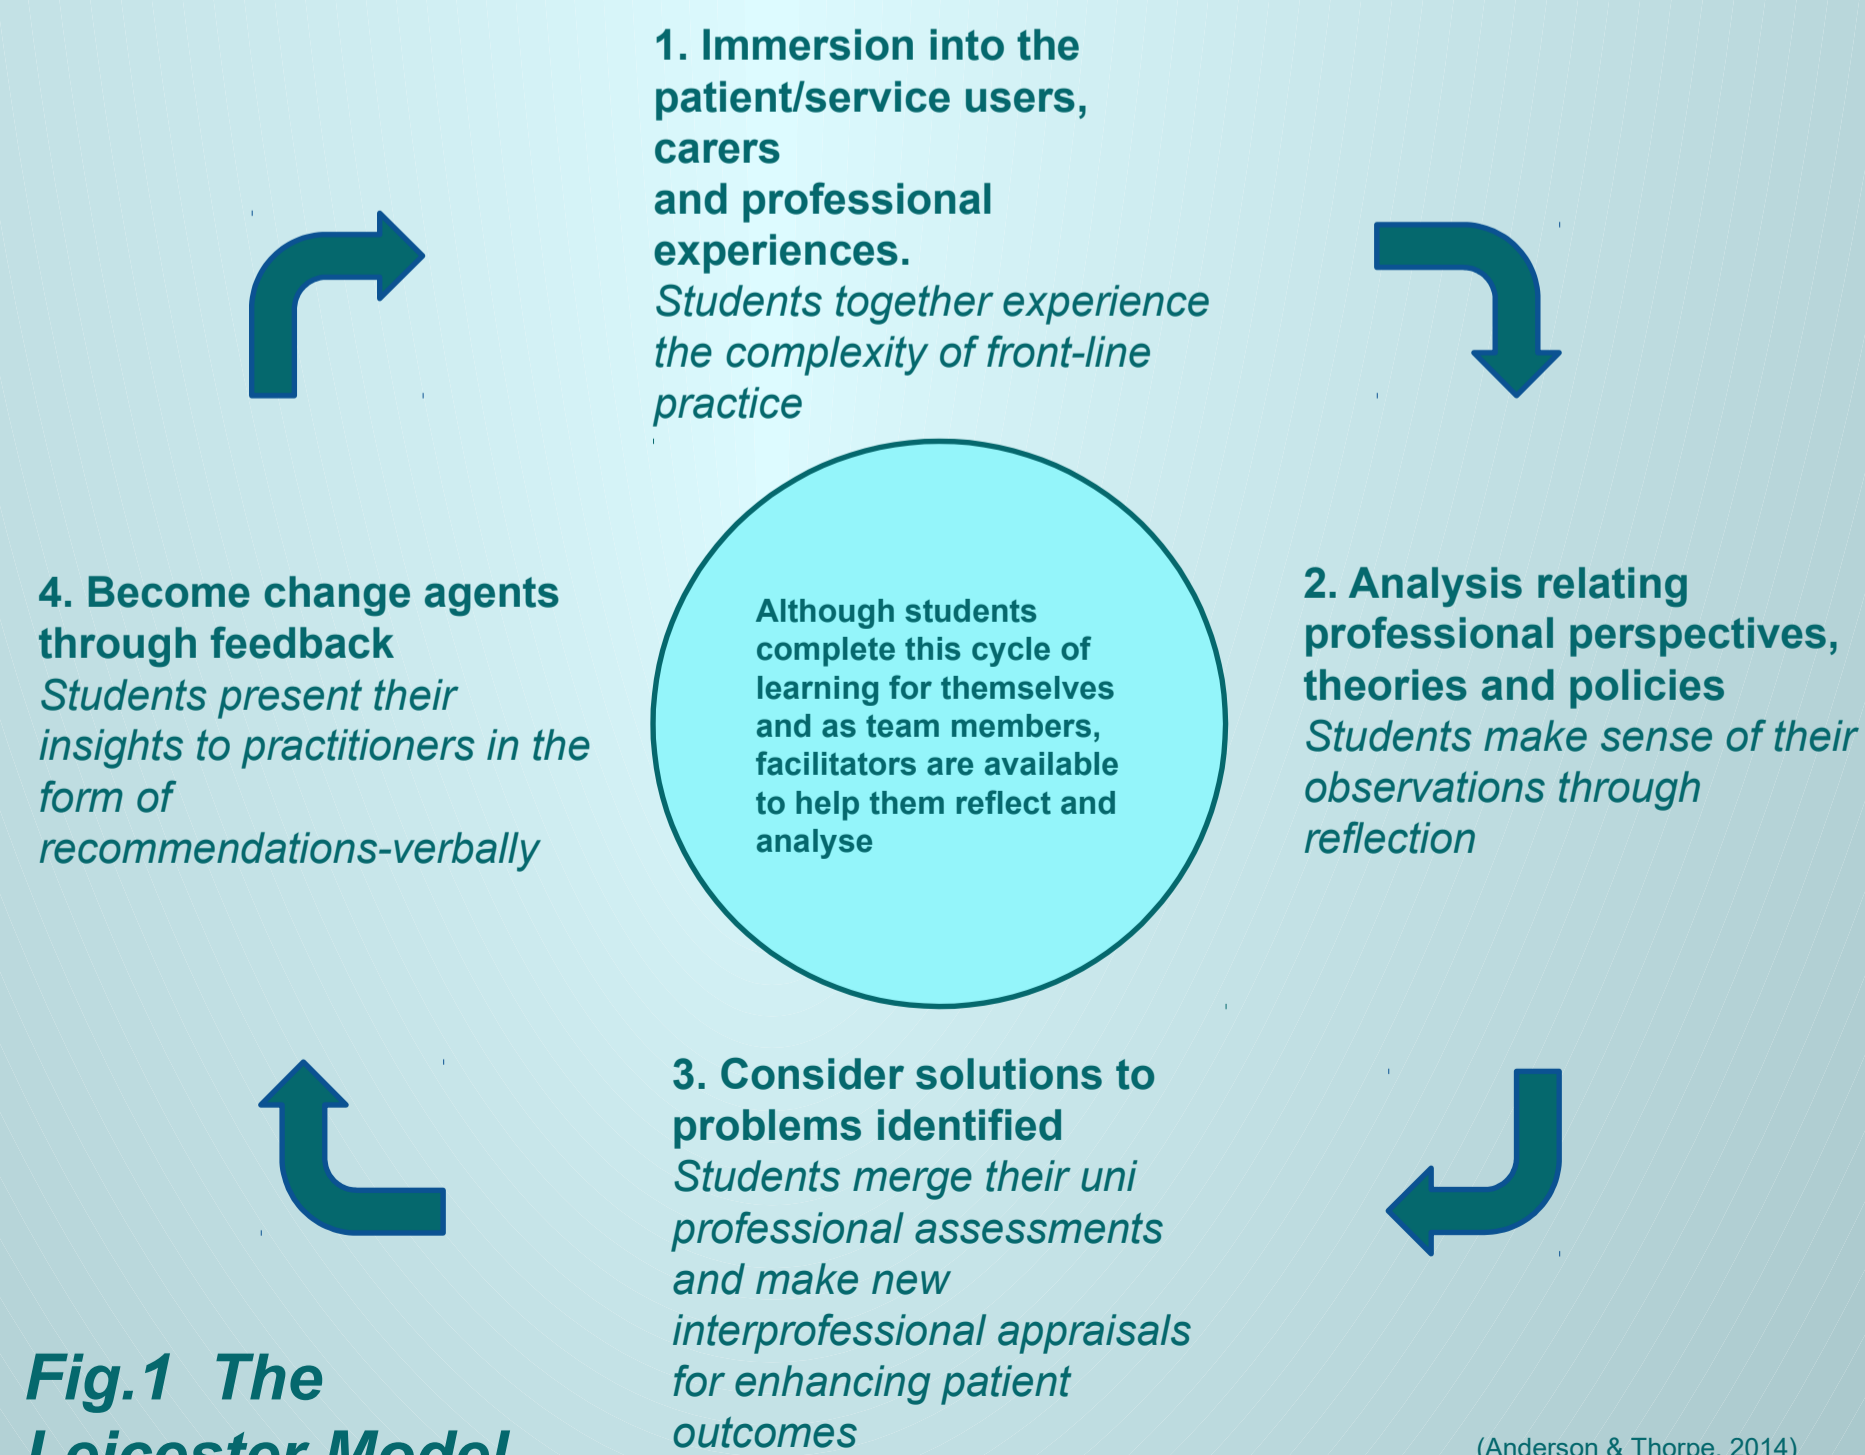 1. Immersion into the
patient/service users,
carers
and professional
experiences.
Students together experience
the complexity of front-line
practice
2. Analysis relating
professional perspectives,
theories and policies
Students make sense of their
observations through
reflection
3. Consider solutions to
problems identified
Students merge their uni
professional assessments
and make new
interprofessional appraisals
for enhancing patient
outcomes
4. Become change agents
through feedback
Students present their
insights to practitioners in the
form of
recommendations-verbally
Although students
complete this cycle of
learning for themselves
and as team members,
facilitators are available
to help them reflect and
analyse
Fig.1 The
Leicester Model
(Anderson & Thorpe, 2014)